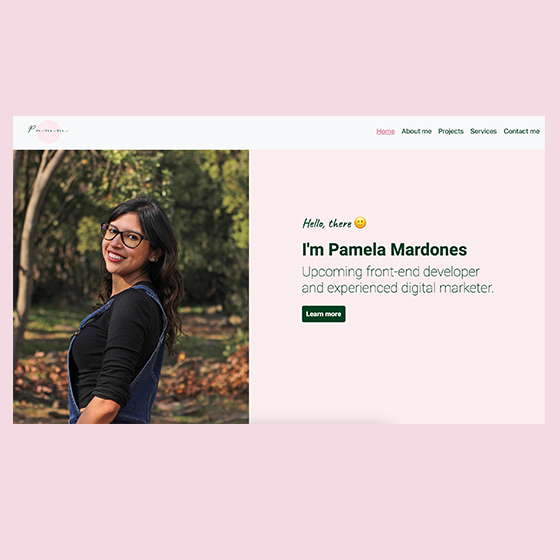 Pamm
Home About me Projects Services Contact me
Hello, there 🙂
I'm Pamela Mardones
Upcoming front-end developer
and experienced digital marketer.
Learn more